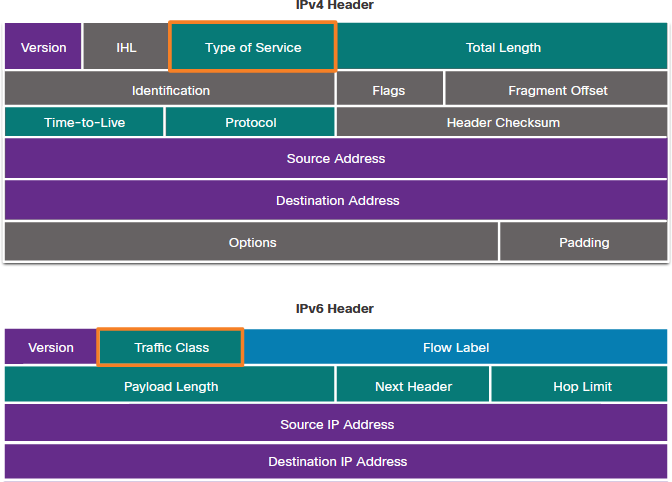 IPv4 Header
Version IHL Type of Service Total Length
Identification Flags Fragment Offset
Time-to-Live Protocol Header Checksum
Source Address
Destination Address
Options Padding
IPv6 Header
Version Traffic Class Flow Label
Payload Length Next Header Hop Limit
Source IP Address
Destination IP Address